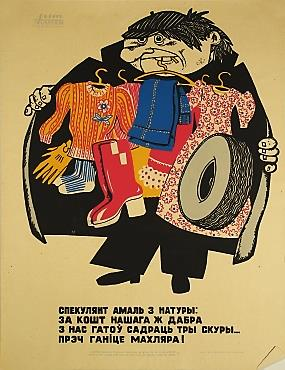 СПЕКУЛЯНТ АМАЛЬ З НАТУРЫ:
ЗА КОШТ НАШАГА Ж ДАБРА
З НАС ГАТОЎ САДРАЦЬ ТРЫ СКУРЫ...
ПРЭЧ ГАНІЦЕ МАХЛЯРА!